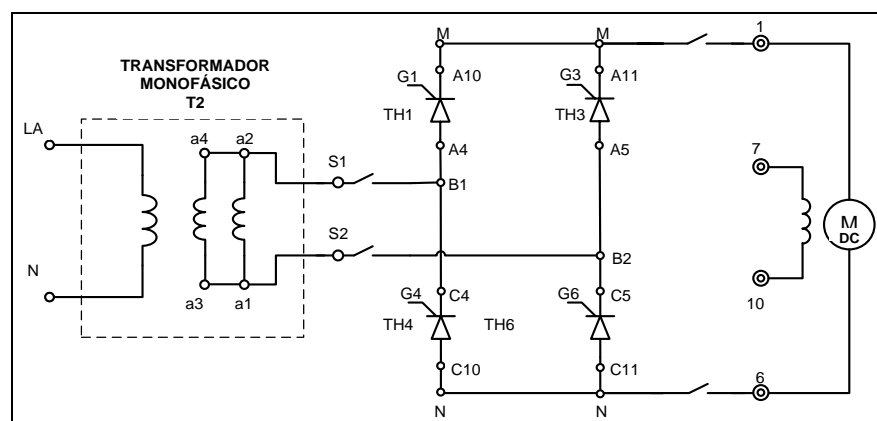 TRANSFORMADOR
MONOFÁSICO
T2
LA
N
a4
a2
a3
a1
S1
S2
M
M
G1
A10
TH1
A4
B1
G3
A11
TH3
A5
B2
G4
C4
TH4
C10
N
G6
C5
TH6
C11
N
1
7
10
6
M
DC